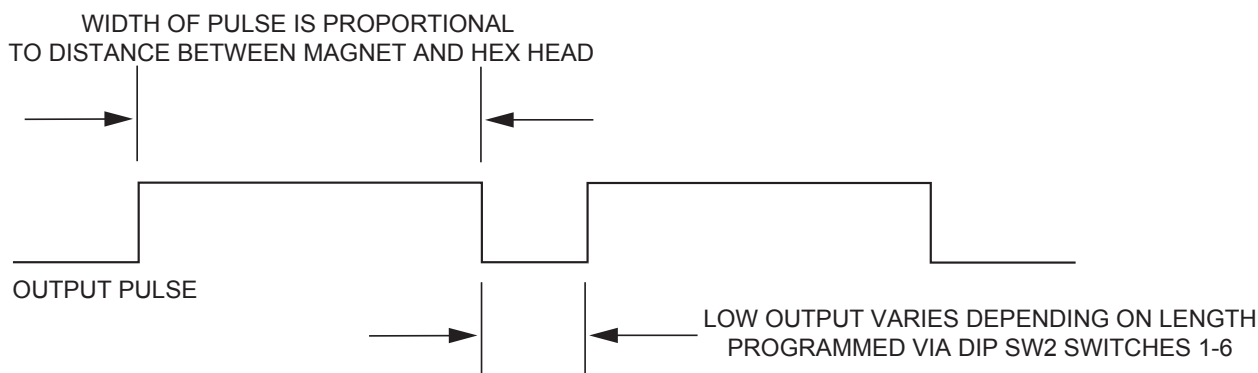 WIDTH OF PULSE IS PROPORTIONAL
TO DISTANCE BETWEEN MAGNET AND HEX HEAD
OUTPUT PULSE
LOW OUTPUT VARIES DEPENDING ON LENGTH
PROGRAMMED VIA DIP SW2 SWITCHES 1-6